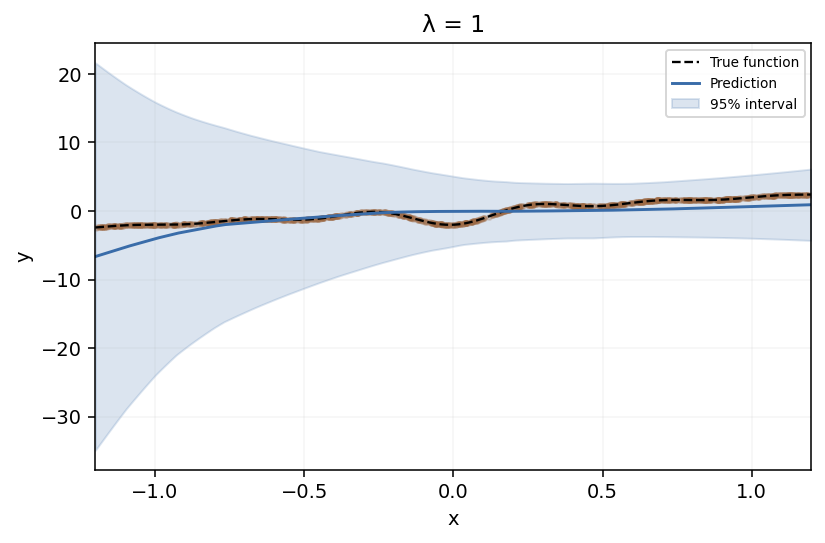 λ = 1
True function
Prediction
95% interval
y
20
10
0
−10
−20
−30
−1.0 −0.5 0.0 0.5 1.0
x